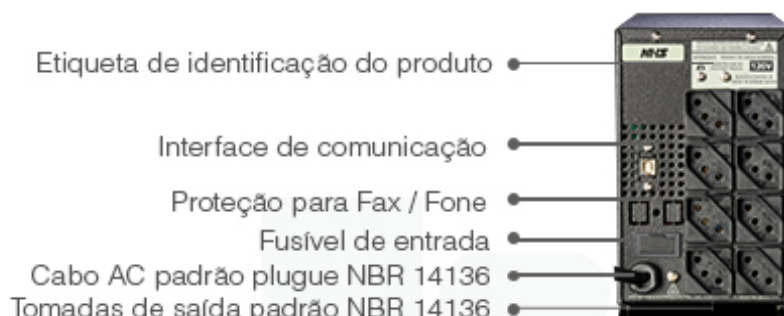 Etiqueta de identificação do produto
NHS
120V
Interface de comunicação
Proteção para Fax / Fone
Fusível de entrada
Cabo AC padrão plugue NBR 14136
Tomadas de saída padrão NBR 14136